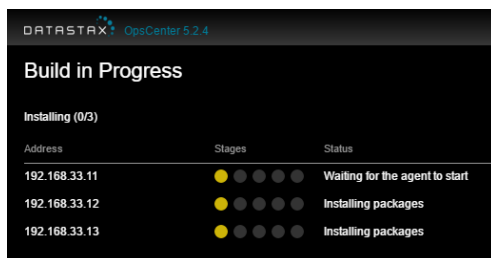 DATASTAX OpsCenter 5.2.4
Build in Progress
Installing (0/3)
Address Stages Status
192.168.33.11 Waiting for the agent to start
192.168.33.12 Installing packages
192.168.33.13 Installing packages